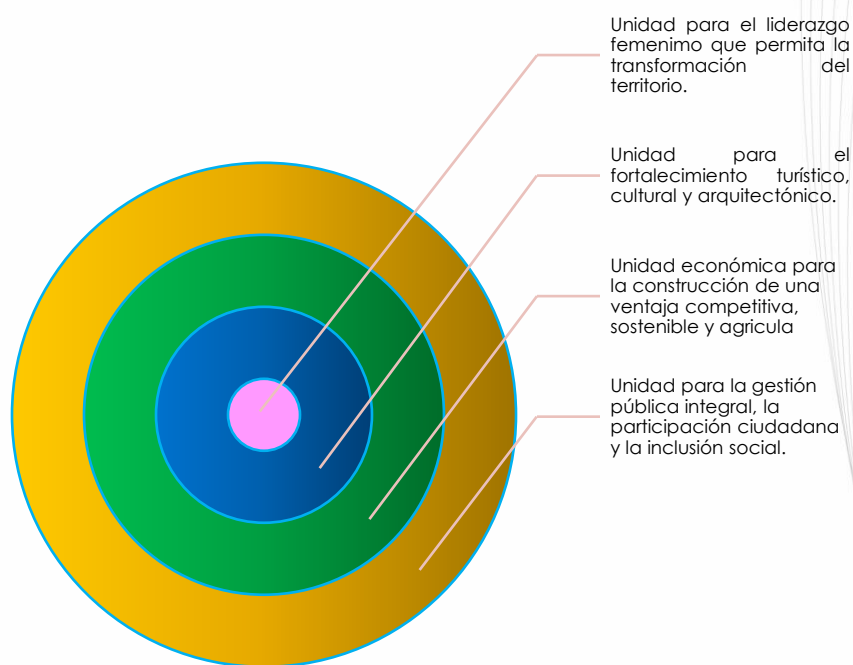 Unidad para el liderazgo
femenimo que permita la
transformación del
territorio.
Unidad para el
fortalecimiento turístico,
cultural y arquitectónico.
Unidad económica para
la construcción de una
ventaja competitiva,
sostenible y agricula
Unidad para la gestión
pública integral, la
participación ciudadana
y la inclusión social.